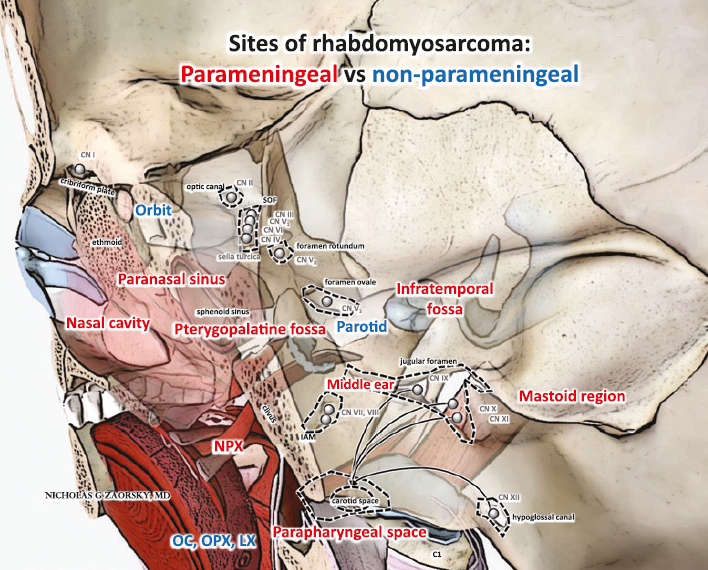 Sites of rhabdomyosarcoma:
Parameningeal vs non-parameningeal
CN I
cribriform plate
optic canal
CN II
SOF
Orbit
CN III
CN V₁
CN VI
CN IV
ethmoid
foramen rotundum
sella turcica
CN V₂
Paranasal sinus
foramen ovale
Infratemporal
fossa
CN V₃
sphenoid sinus
Nasal cavity
Pterygopalatine fossa
Parotid
jugular foramen
CN IX
Middle ear
Mastoid region
clivus
CN VII, VIII
CN X
CN XI
IAM
NPX
NICHOLAS G ZAORSKY, MD
carotid space
CN XII
hypoglossal canal
Parapharyngeal space
OC, OPX, LX
C1